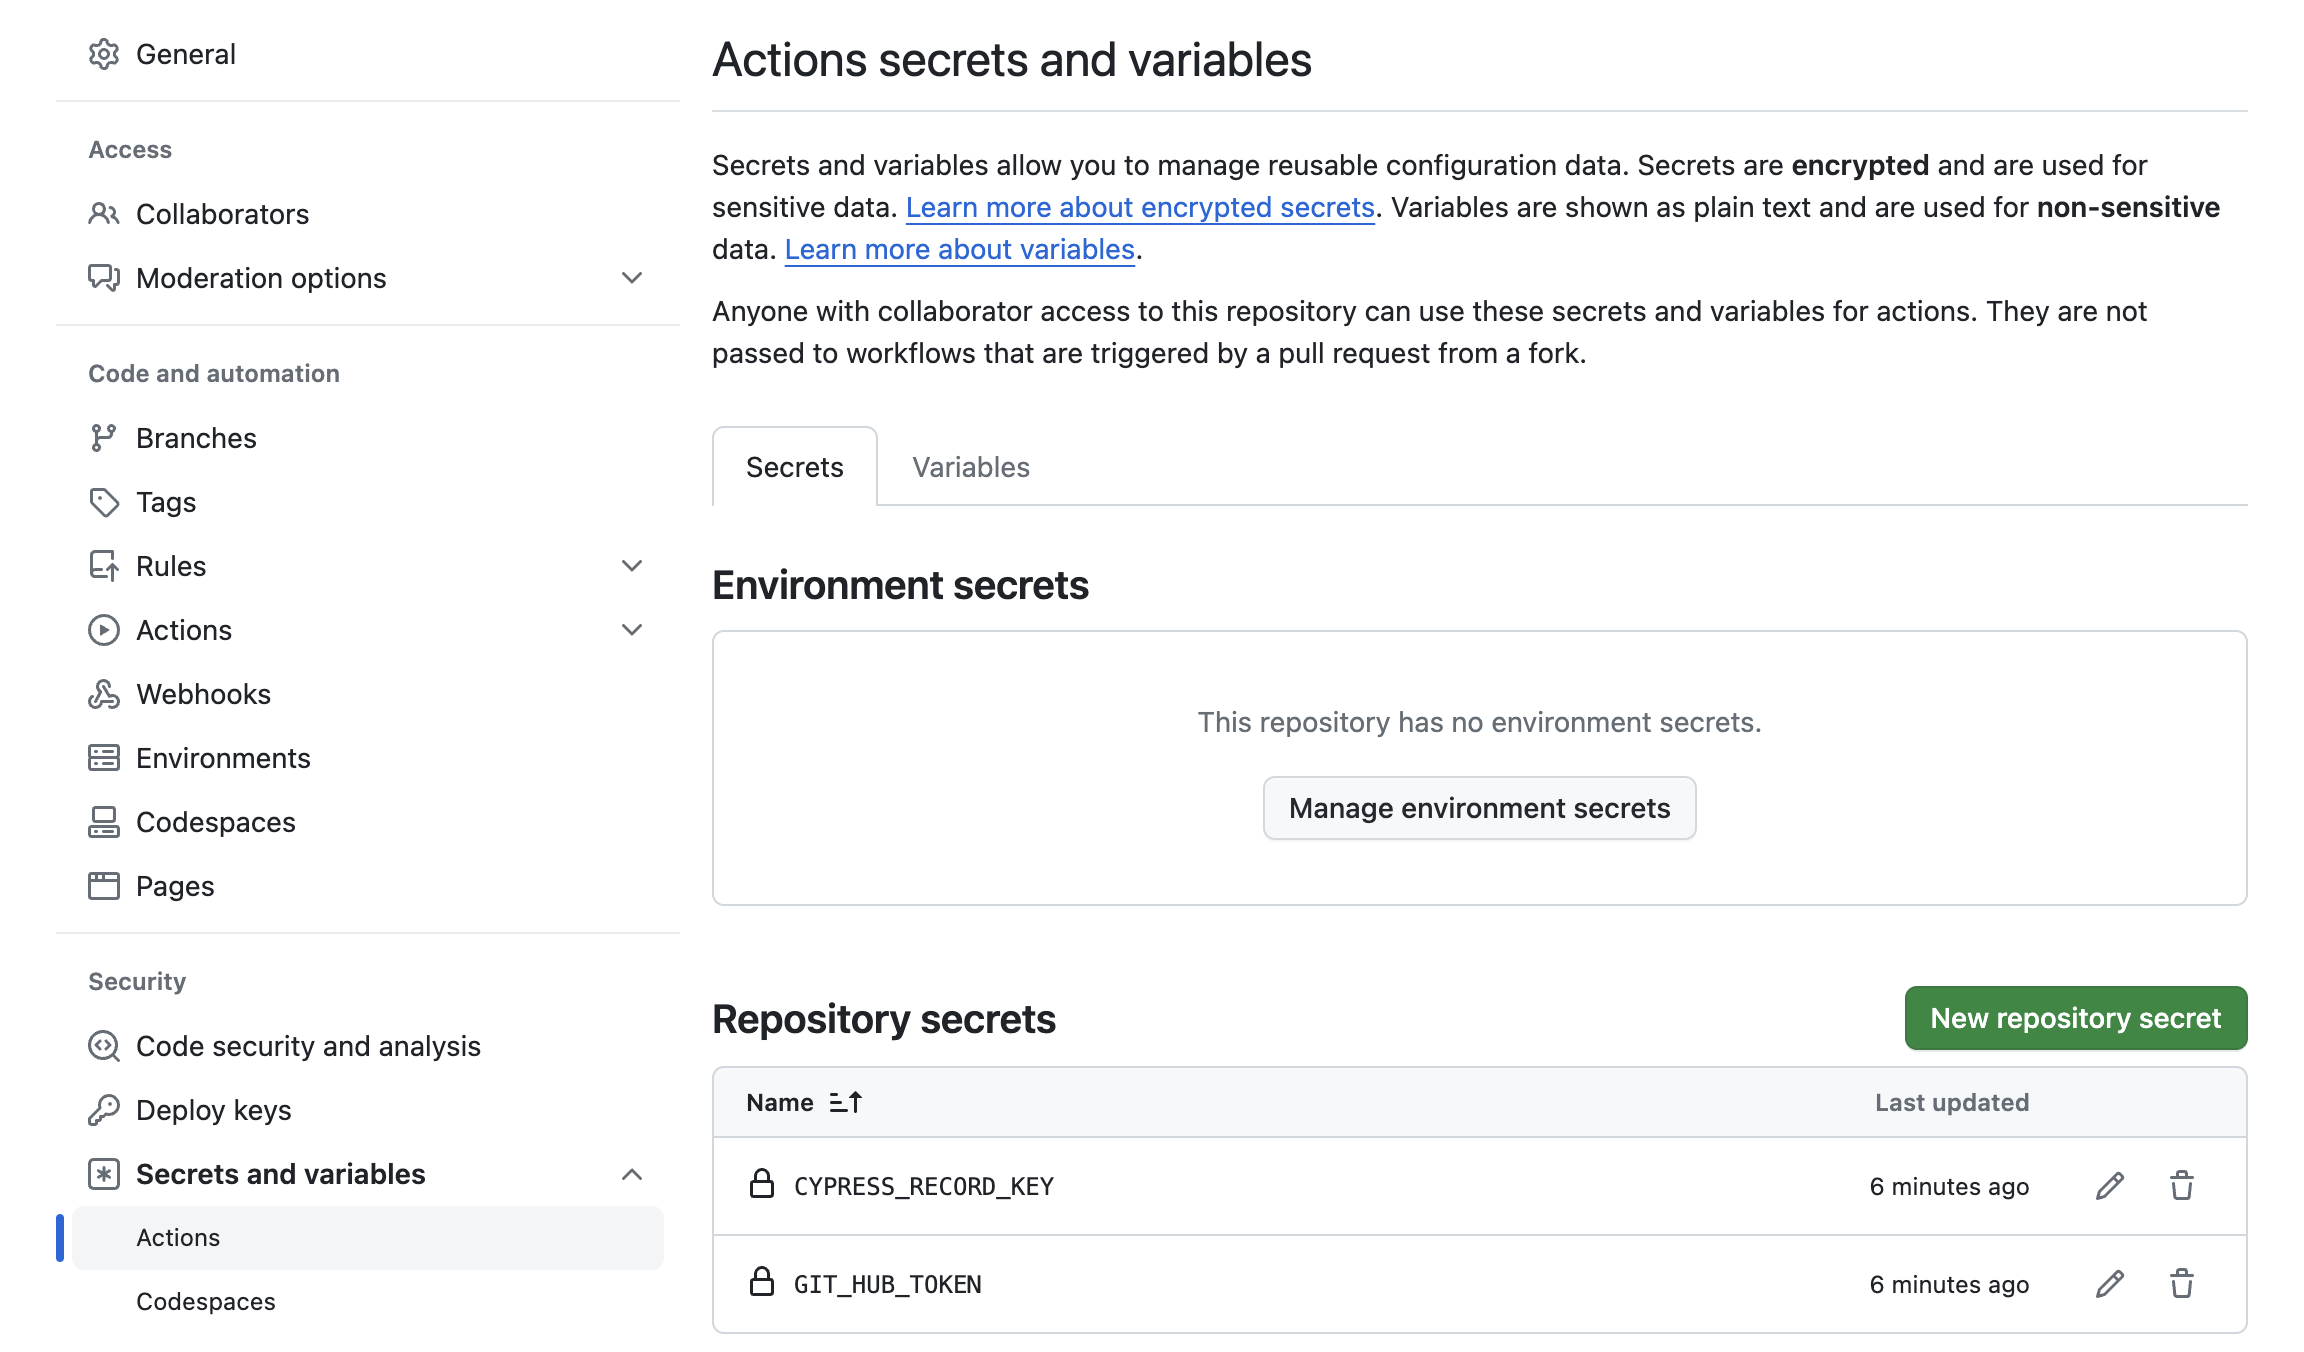 General
Access
Collaborators
Moderation options
Code and automation
Branches
Tags
Rules
Actions
Webhooks
Environments
Codespaces
Pages
Security
Code security and analysis
Deploy keys
Secrets and variables
Actions
Codespaces
Actions secrets and variables
Secrets and variables allow you to manage reusable configuration data. Secrets are encrypted and are used for
sensitive data. Learn more about encrypted secrets. Variables are shown as plain text and are used for non-sensitive
data. Learn more about variables.
Anyone with collaborator access to this repository can use these secrets and variables for actions. They are not
passed to workflows that are triggered by a pull request from a fork.
Secrets Variables
Environment secrets
This repository has no environment secrets.
Manage environment secrets
Repository secrets New repository secret
Name Last updated
CYPRESS_RECORD_KEY 6 minutes ago
GIT_HUB_TOKEN 6 minutes ago